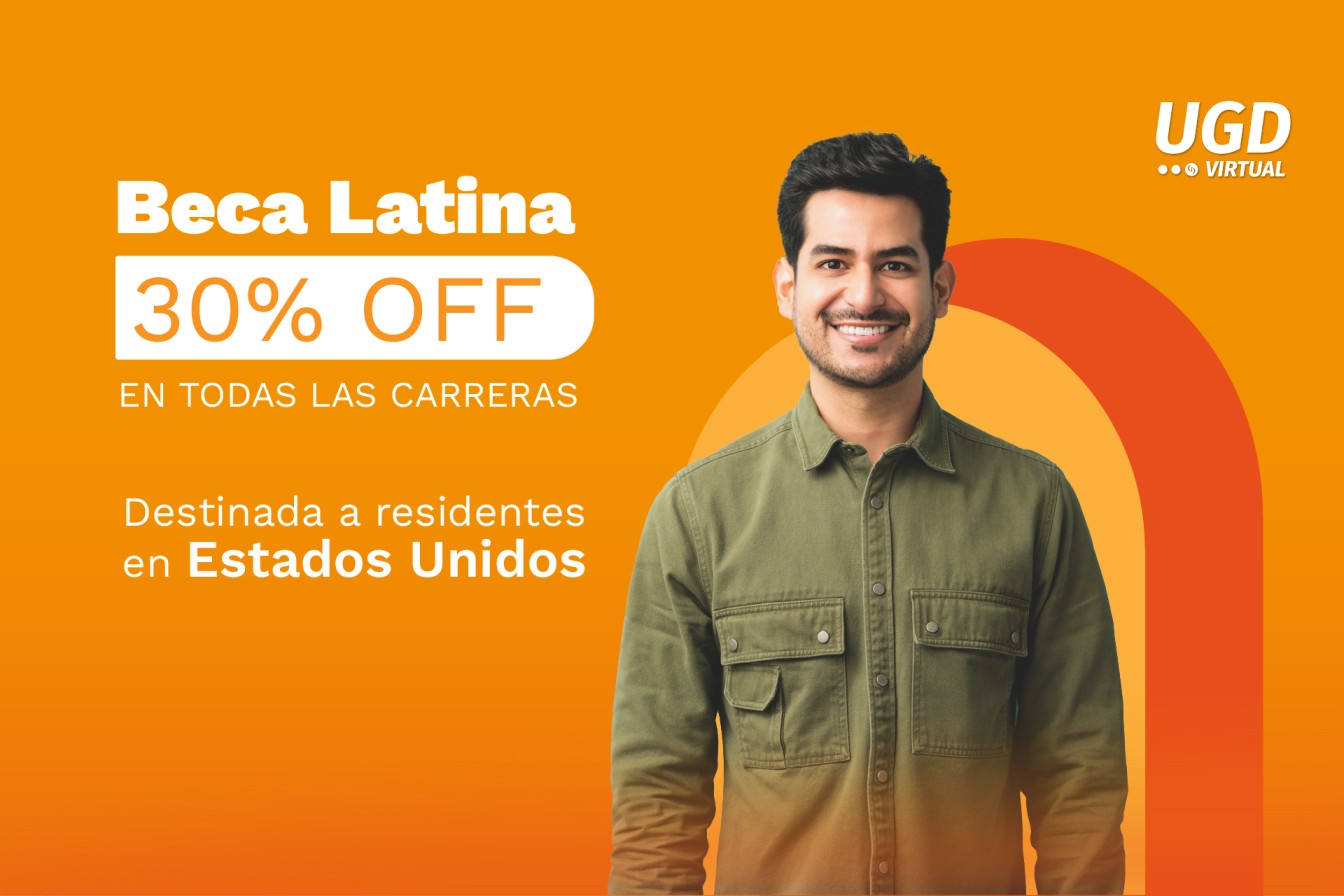 UGD
VIRTUAL
Beca Latina
30% OFF
EN TODAS LAS CARRERAS
Destinada a residentes
en Estados Unidos